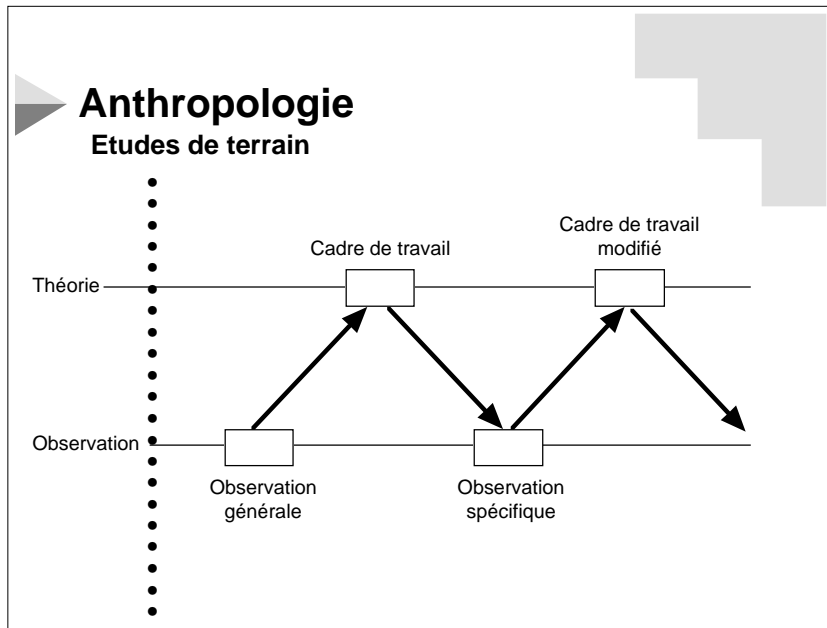 Anthropologie
Etudes de terrain
Cadre de travail
Cadre de travail
modifié
Théorie
Observation
Observation
générale
Observation
spécifique